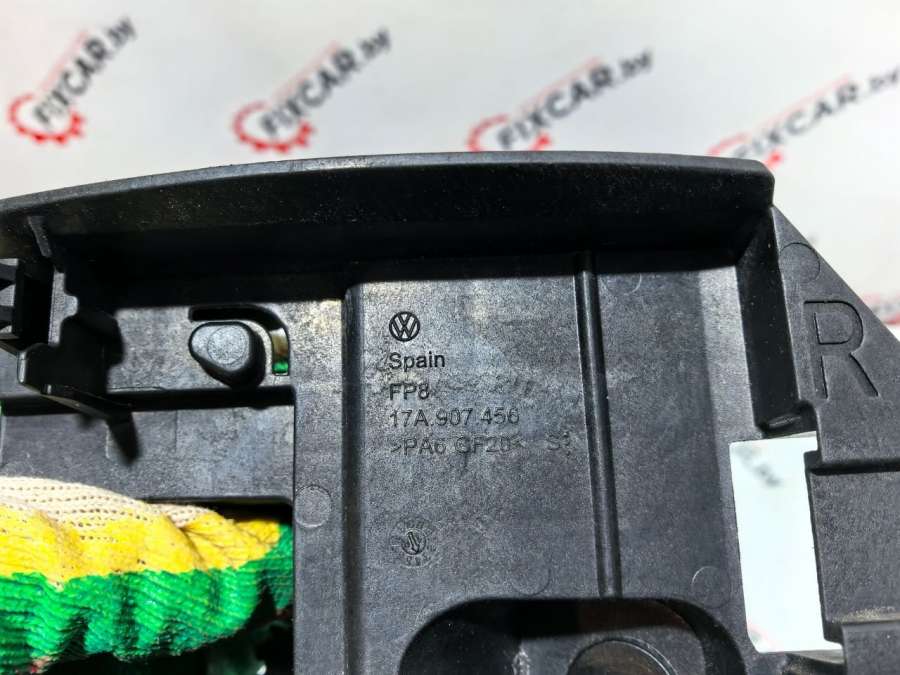 FIXCAR.by
FIXCAR.by
FIXCAR.by
FIXCAR.by
R
Spain
FP8
17A.907 456
>PA6 GF20<